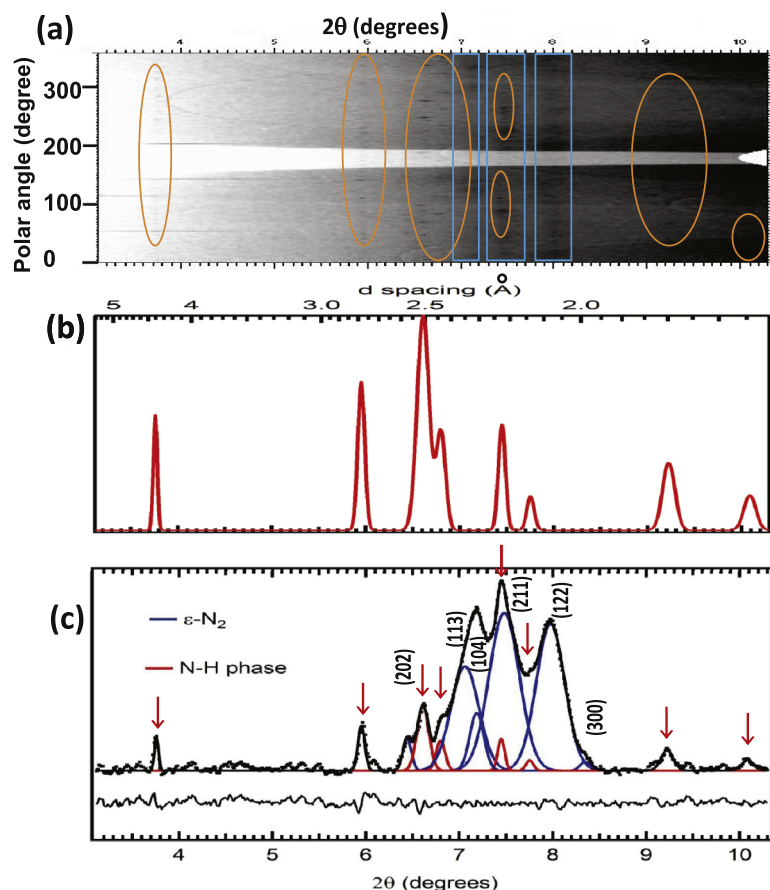 (a)
2θ (degrees)
4 5 6 7 8 9 10
Polar angle (degree)
300
200
100
0
d spacing (Å)
5 4 3.0 2.5 2.0
(b)
(c)
ε-N₂
N-H phase
(202)
(113)
(104)
(211)
(122)
(300)
4 5 6 7 8 9 10
2θ (degrees)